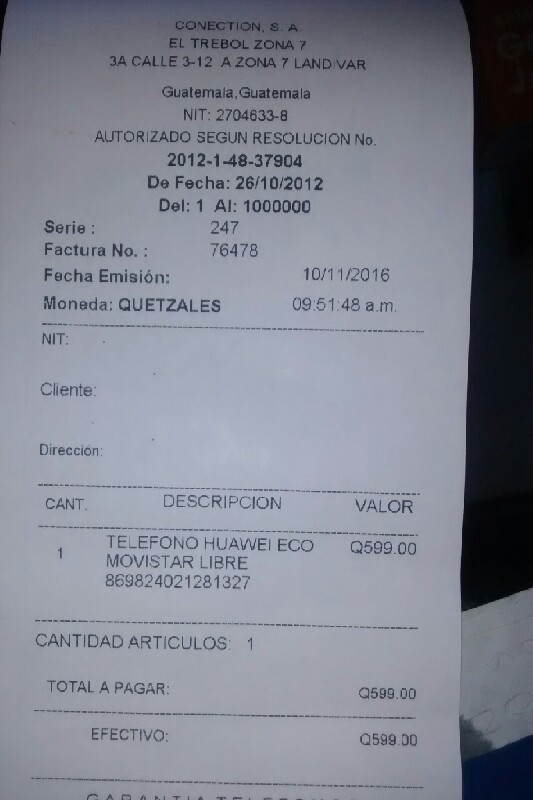 CONECTION, S. A.
EL TREBOL ZONA 7
3A CALLE 3-12 A ZONA 7 LANDIVAR
Guatemala,Guatemala
NIT: 2704633-8
AUTORIZADO SEGUN RESOLUCION No.
2012-1-48-37904
De Fecha: 26/10/2012
Del: 1 Al: 1000000
Serie : 247
Factura No. : 76478
Fecha Emisión: 10/11/2016
Moneda: QUETZALES 09:51:48 a.m.
NIT:
Cliente:
Dirección:
CANT. DESCRIPCION VALOR
1 TELEFONO HUAWEI ECO Q599.00
MOVISTAR LIBRE
869824021281327
CANTIDAD ARTICULOS: 1
TOTAL A PAGAR: Q599.00
EFECTIVO: Q599.00
GARANTIA